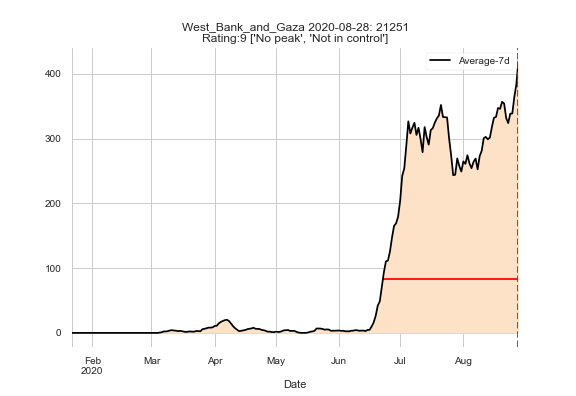 West_Bank_and_Gaza 2020-08-28: 21251
Rating:9 ['No peak', 'Not in control']
Average-7d
400
300
200
100
0
Feb Mar Apr May Jun Jul Aug
2020
Date